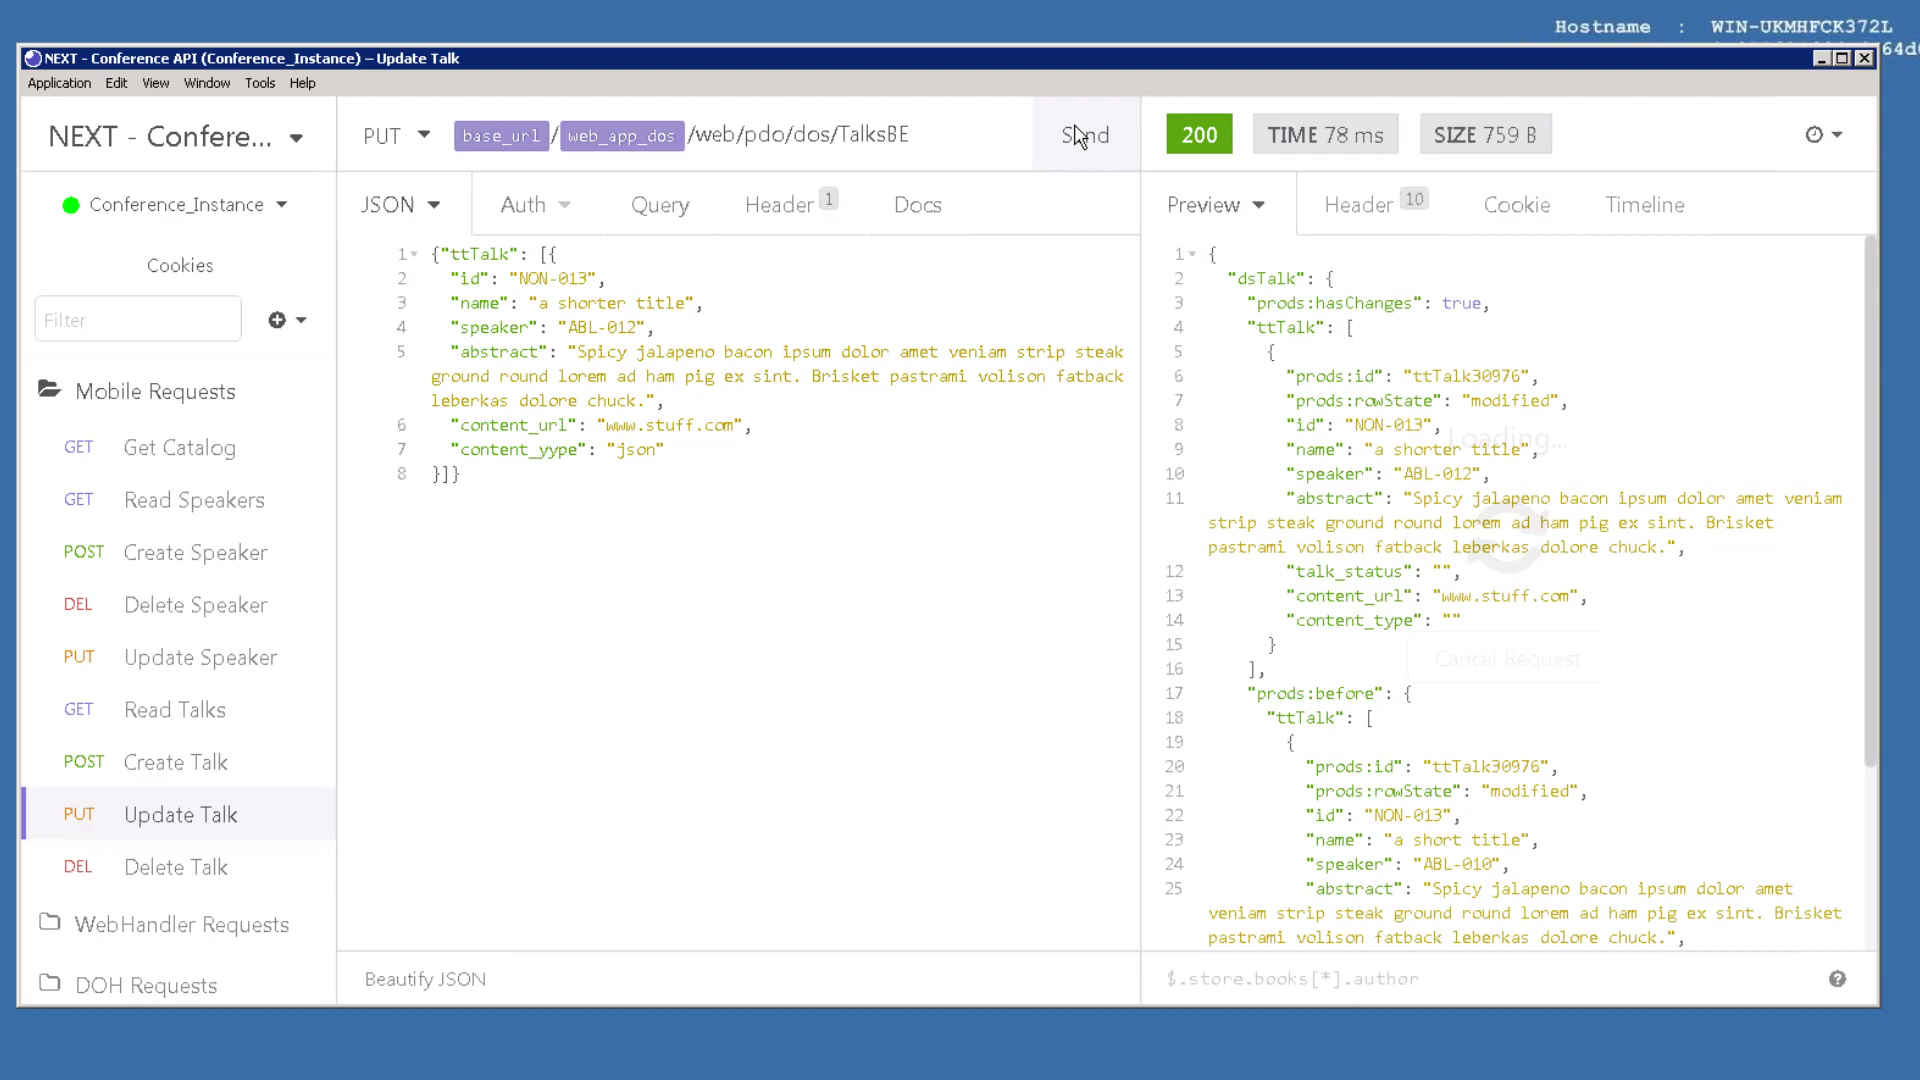 Hostname : WIN-UKMHFCK372L
64d
NEXT - Conference API (Conference_Instance) – Update Talk
Application Edit View Window Tools Help
NEXT - Confere...
PUT base_url/web_app_dos/web/pdo/dos/TalksBE Send
200 TIME 78 ms SIZE 759 B
Conference_Instance
JSON Auth Query Header 1 Docs
Preview Header 10 Cookie Timeline
Cookies
Filter
Mobile Requests
GET Get Catalog
GET Read Speakers
POST Create Speaker
DEL Delete Speaker
PUT Update Speaker
GET Read Talks
POST Create Talk
PUT Update Talk
DEL Delete Talk
WebHandler Requests
DOH Requests
1 {"ttTalk": [{
2 "id": "NON-013",
3 "name": "a shorter title",
4 "speaker": "ABL-012",
5 "abstract": "Spicy jalapeno bacon ipsum dolor amet veniam strip steak
ground round lorem ad ham pig ex sint. Brisket pastrami volison fatback
leberkas dolore chuck.",
6 "content_url": "www.stuff.com",
7 "content_yype": "json"
8 }]}
Beautify JSON
1 {
2 "dsTalk": {
3 "prods:hasChanges": true,
4 "ttTalk": [
5 {
6 "prods:id": "ttTalk30976",
7 "prods:rowState": "modified",
8 "id": "NON-013",
Loading...
9 "name": "a shorter title",
10 "speaker": "ABL-012",
11 "abstract": "Spicy jalapeno bacon ipsum dolor amet veniam
strip steak ground round lorem ad ham pig ex sint. Brisket
pastrami volison fatback leberkas dolore chuck.",
12 "talk_status": "",
13 "content_url": "www.stuff.com",
14 "content_type": ""
15 }
Cancel Request
16 ],
17 "prods:before": {
18 "ttTalk": [
19 {
20 "prods:id": "ttTalk30976",
21 "prods:rowState": "modified",
22 "id": "NON-013",
23 "name": "a short title",
24 "speaker": "ABL-010",
25 "abstract": "Spicy jalapeno bacon ipsum dolor amet
veniam strip steak ground round lorem ad ham pig ex sint. Brisket
pastrami volison fatback leberkas dolore chuck.",
$.store.books[*].author